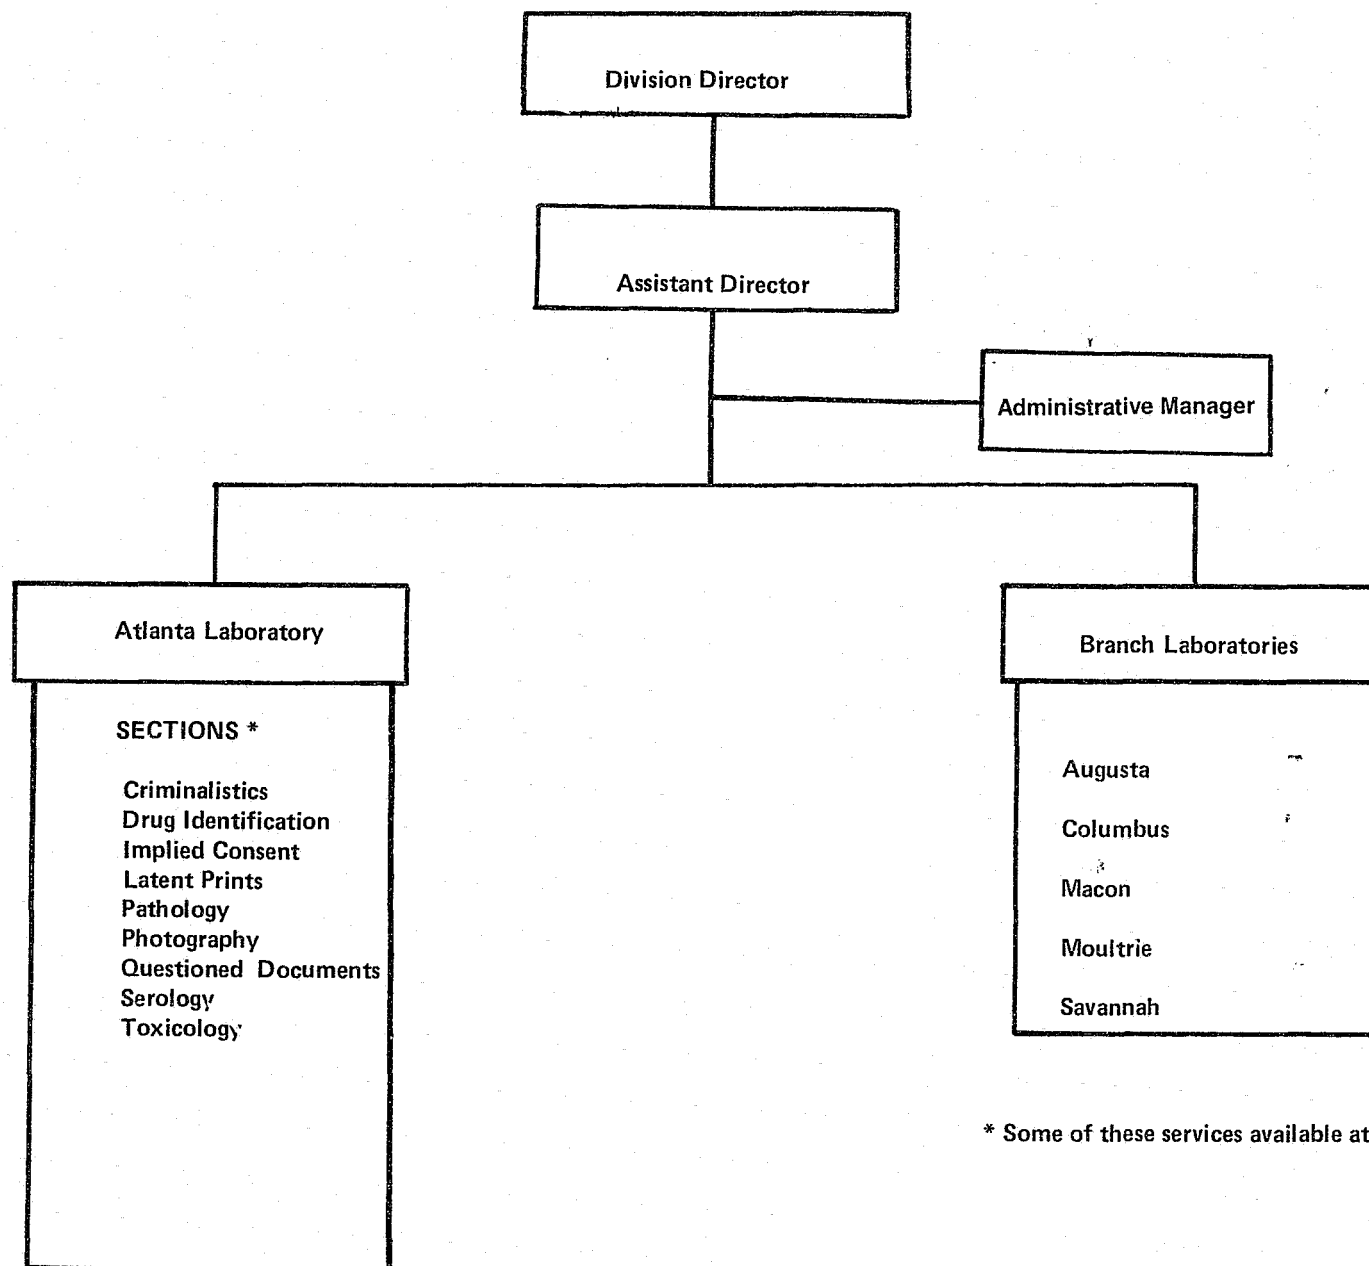 Division Director
Assistant Director
Administrative Manager
Atlanta Laboratory
SECTIONS *
Criminalistics
Drug Identification
Implied Consent
Latent Prints
Pathology
Photography
Questioned Documents
Serology
Toxicology
Branch Laboratories
Augusta
Columbus
Macon
Moultrie
Savannah
* Some of these services available at